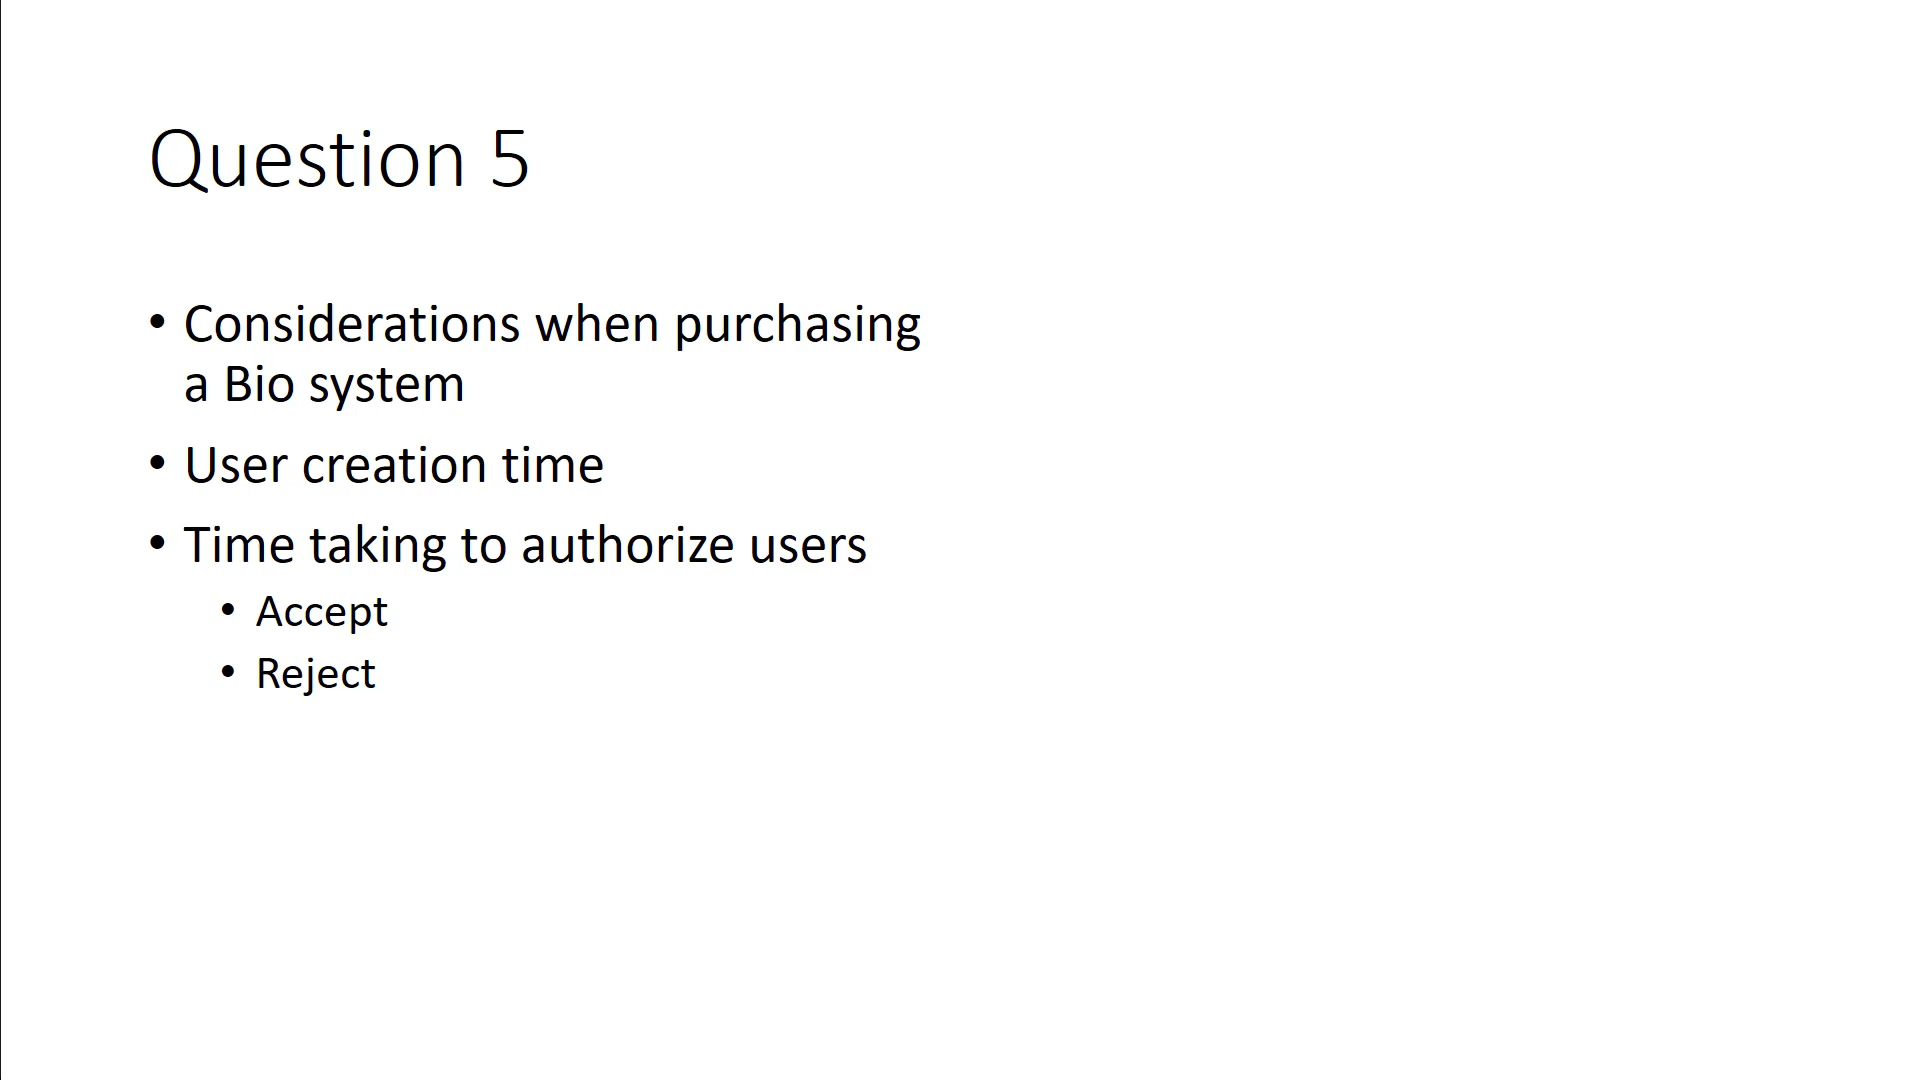 Question 5
• Considerations when purchasing
a Bio system
• User creation time
• Time taking to authorize users
• Accept
• Reject